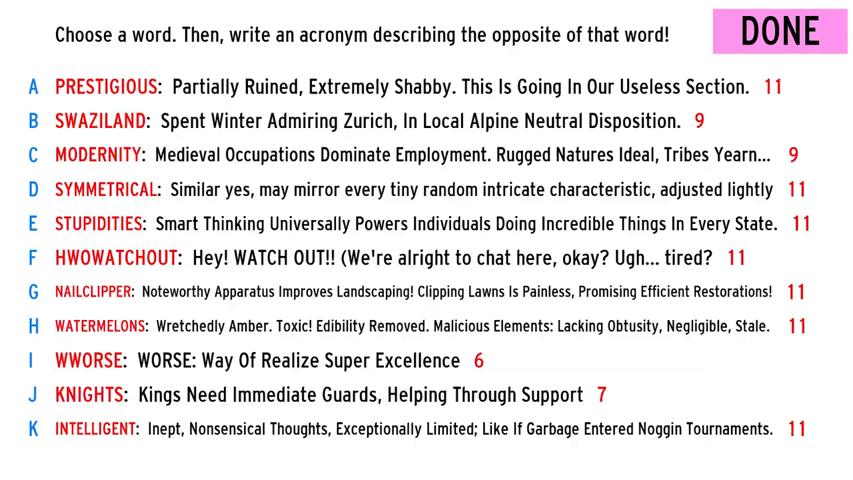 Choose a word. Then, write an acronym describing the opposite of that word!
DONE
A PRESTIGIOUS: Partially Ruined, Extremely Shabby. This Is Going In Our Useless Section. 11
B SWAZILAND: Spent Winter Admiring Zurich, In Local Alpine Neutral Disposition. 9
C MODERNITY: Medieval Occupations Dominate Employment. Rugged Natures Ideal, Tribes Yearn... 9
D SYMMETRICAL: Similar yes, may mirror every tiny random intricate characteristic, adjusted lightly 11
E STUPIDITIES: Smart Thinking Universally Powers Individuals Doing Incredible Things In Every State. 11
F HWOWATCHOUT: Hey! WATCH OUT!! (We're alright to chat here, okay? Ugh... tired? 11
G NAILCLIPPER: Noteworthy Apparatus Improves Landscaping! Clipping Lawns Is Painless, Promising Efficient Restorations! 11
H WATERMELONS: Wretchedly Amber. Toxic! Edibility Removed. Malicious Elements: Lacking Obtusity, Negligible, Stale. 11
I WWORSE: WORSE: Way Of Realize Super Excellence 6
J KNIGHTS: Kings Need Immediate Guards, Helping Through Support 7
K INTELLIGENT: Inept, Nonsensical Thoughts, Exceptionally Limited; Like If Garbage Entered Noggin Tournaments. 11